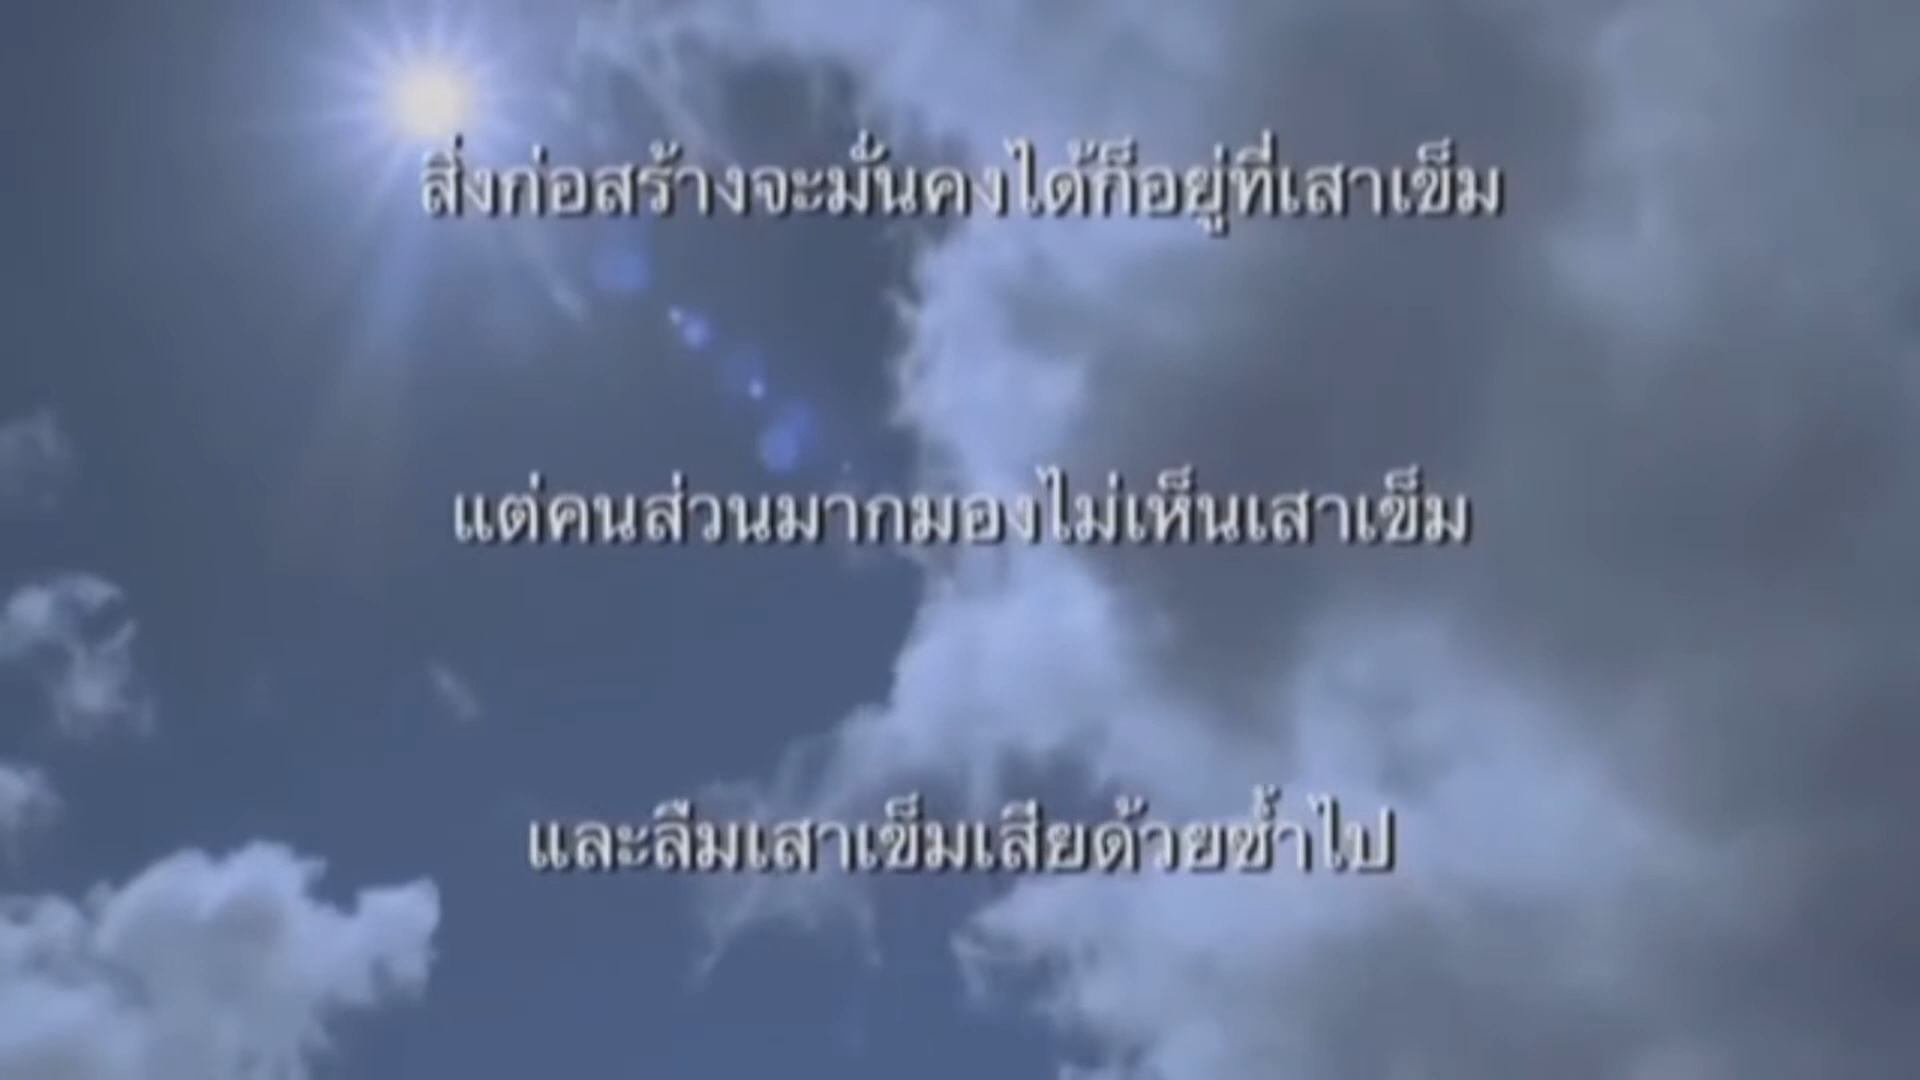 สิ่งก่อสร้างจะมั่นคงได้ก็อยู่ที่เสาเข็ม
แต่คนส่วนมากมองไม่เห็นเสาเข็ม
และลืมเสาเข็มเสียด้วยซ้ำไป